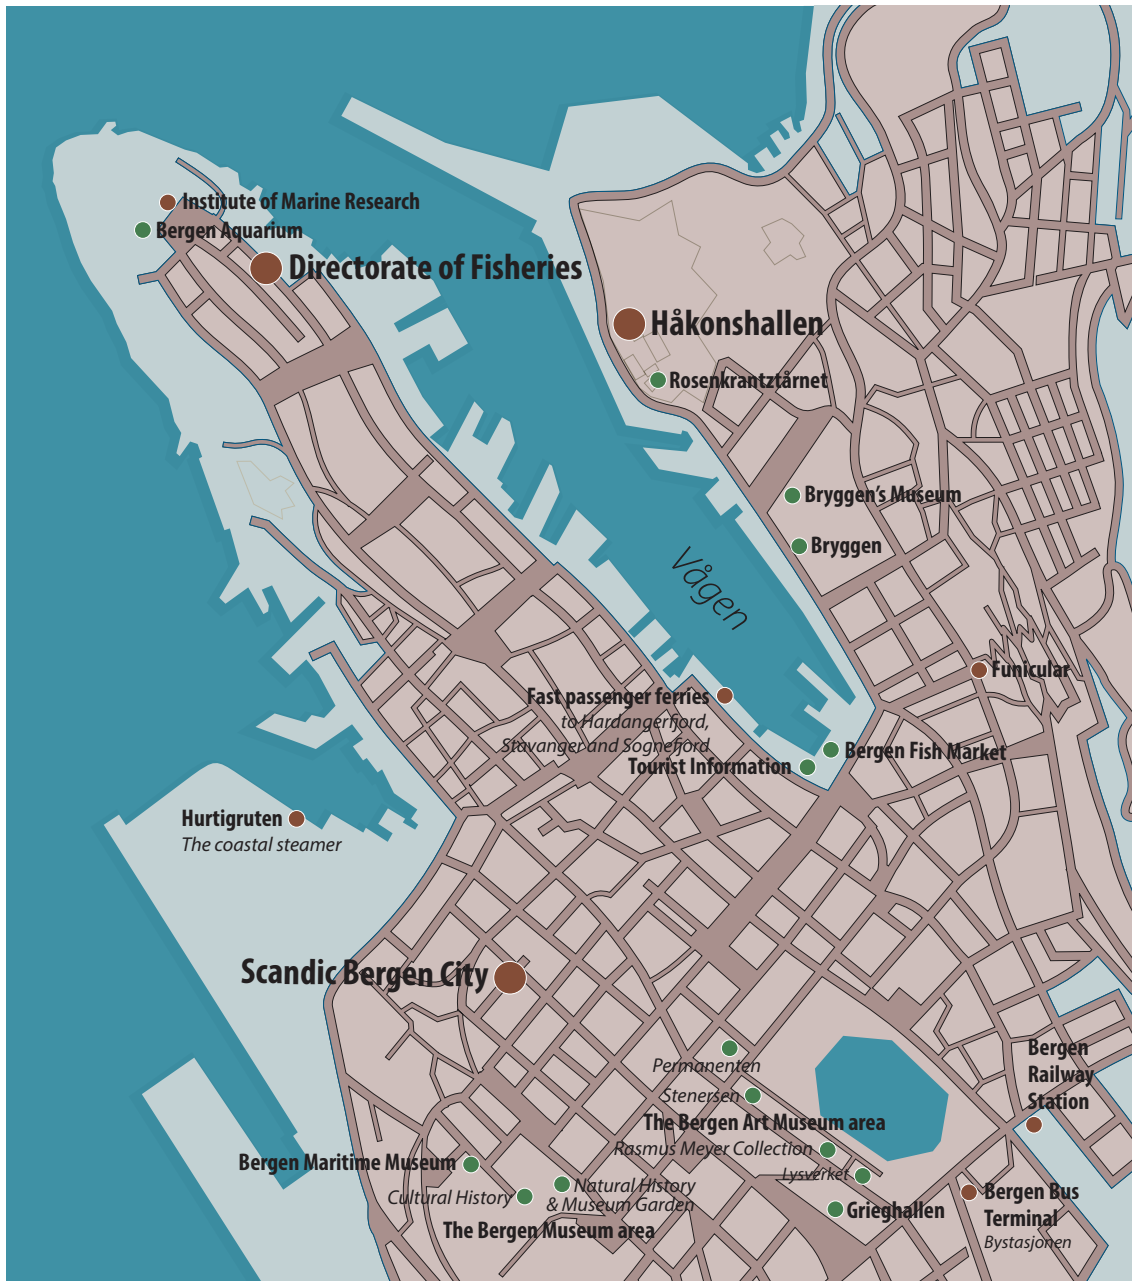 Institute of Marine Research
Bergen Aquarium
Directorate of Fisheries
Håkonshallen
Rosenkrantztårnet
Bryggen's Museum
Bryggen
Vågen
Funicular
Fast passenger ferries
to Hardangerfjord,
Stavanger and Sognefjord
Bergen Fish Market
Tourist Information
Hurtigruten
The coastal steamer
Scandic Bergen City
Permanenten
Stenersen
The Bergen Art Museum area
Rasmus Meyer Collection
Lysverket
Grieghallen
Bergen
Railway
Station
Bergen Maritime Museum
Cultural History
Natural History
& Museum Garden
The Bergen Museum area
Bergen Bus
Terminal
Bystasjonen